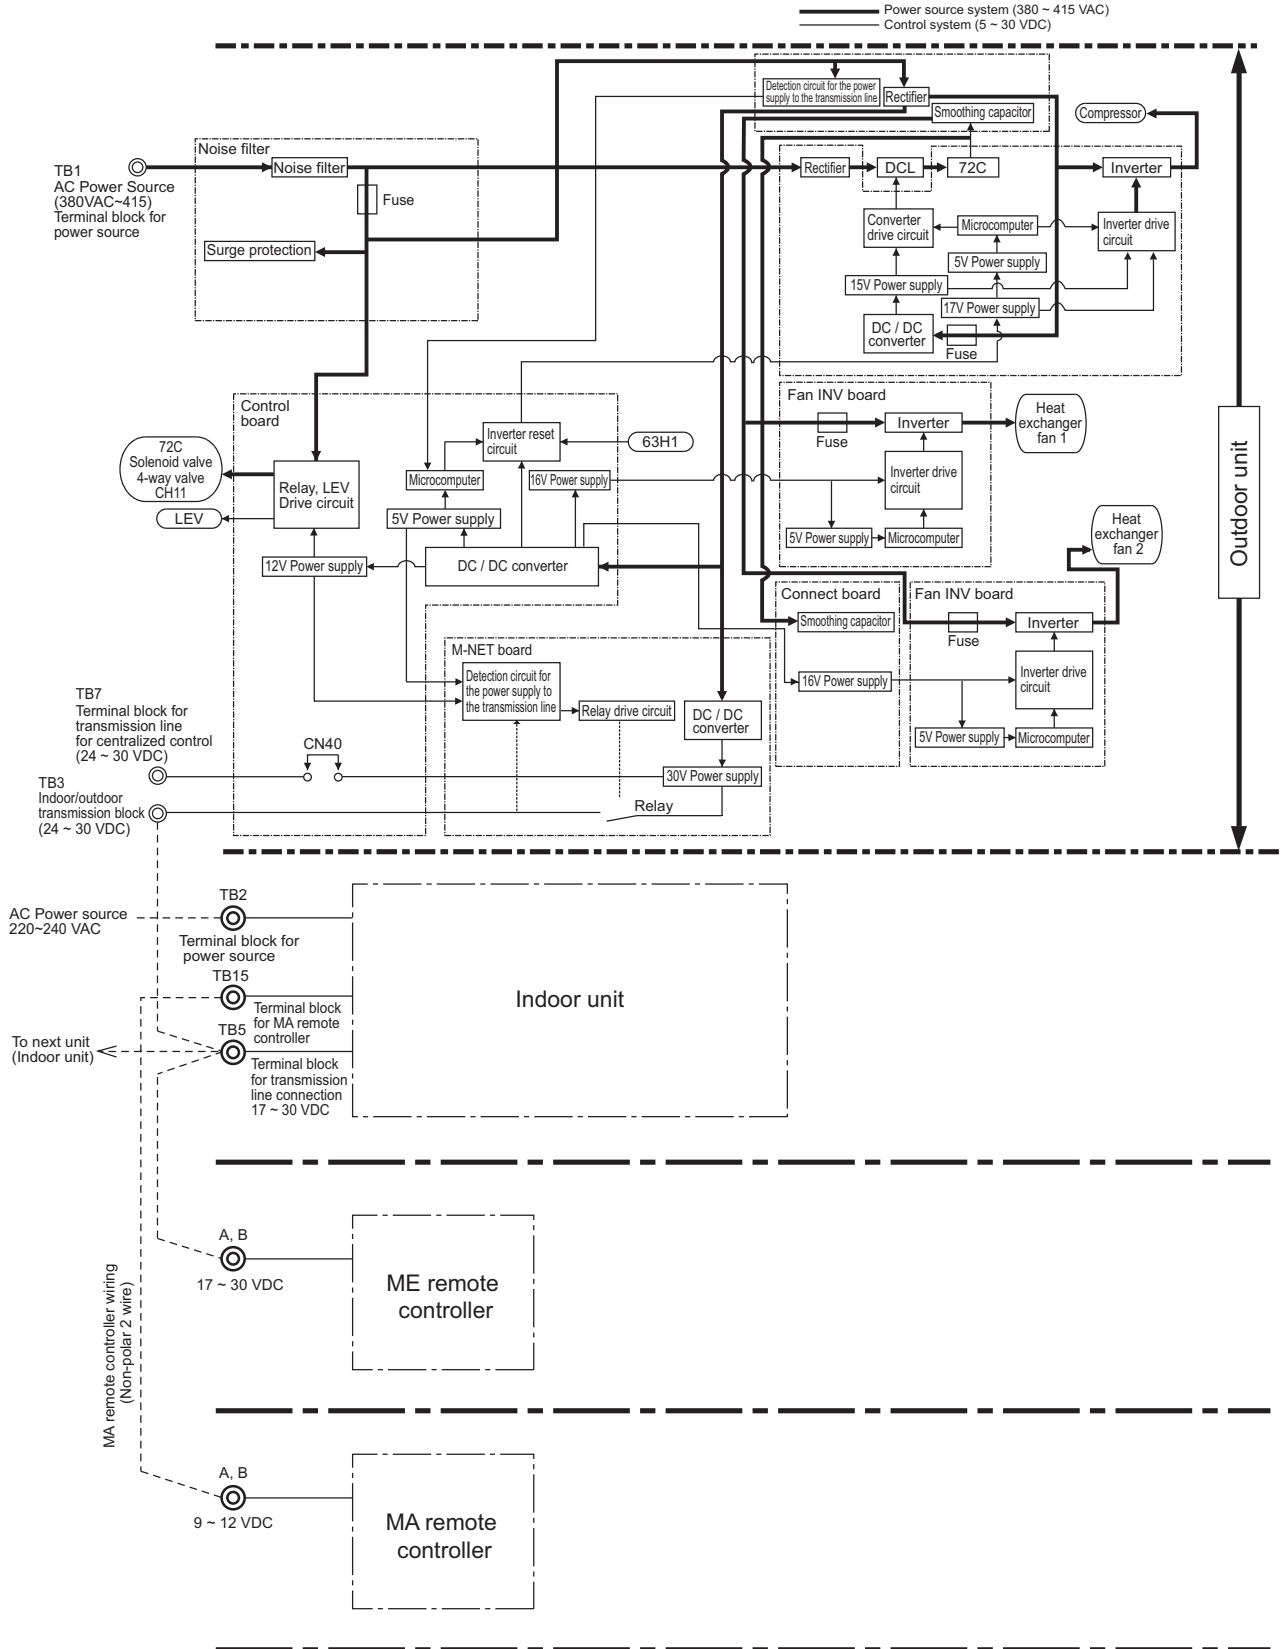 Power source system (380 ~ 415 VAC)
Control system (5 ~ 30 VDC)
Detection circuit for the power
supply to the transmission line
Rectifier
Smoothing capacitor
Compressor
Noise filter
Noise filter
TB1
AC Power Source
(380VAC~415)
Terminal block for
power source
Fuse
Surge protection
Rectifier
DCL
72C
Inverter
Converter
drive circuit
Microcomputer
Inverter drive
circuit
5V Power supply
15V Power supply
17V Power supply
DC / DC
converter
Fuse
Control
board
72C
Solenoid valve
4-way valve
CH11
LEV
Relay, LEV
Drive circuit
Inverter reset
circuit
63H1
Microcomputer
16V Power supply
5V Power supply
12V Power supply
DC / DC converter
Fan INV board
Fuse
Inverter
Heat
exchanger
fan 1
Inverter drive
circuit
5V Power supply
Microcomputer
Heat
exchanger
fan 2
Outdoor unit
Connect board
Smoothing capacitor
16V Power supply
Fan INV board
Fuse
Inverter
Inverter drive
circuit
5V Power supply
Microcomputer
M-NET board
Detection circuit for
the power supply to
the transmission line
Relay drive circuit
DC / DC
converter
30V Power supply
Relay
TB7
Terminal block for
transmission line
for centralized control
(24 ~ 30 VDC)
CN40
TB3
Indoor/outdoor
transmission block
(24 ~ 30 VDC)
TB2
AC Power source
220~240 VAC
Terminal block for
power source
TB15
Terminal block
for MA remote
controller
Indoor unit
TB5
To next unit
(Indoor unit)
Terminal block
for transmission
line connection
17 ~ 30 VDC
A, B
17 ~ 30 VDC
ME remote
controller
MA remote controller wiring
(Non-polar 2 wire)
A, B
9 ~ 12 VDC
MA remote
controller